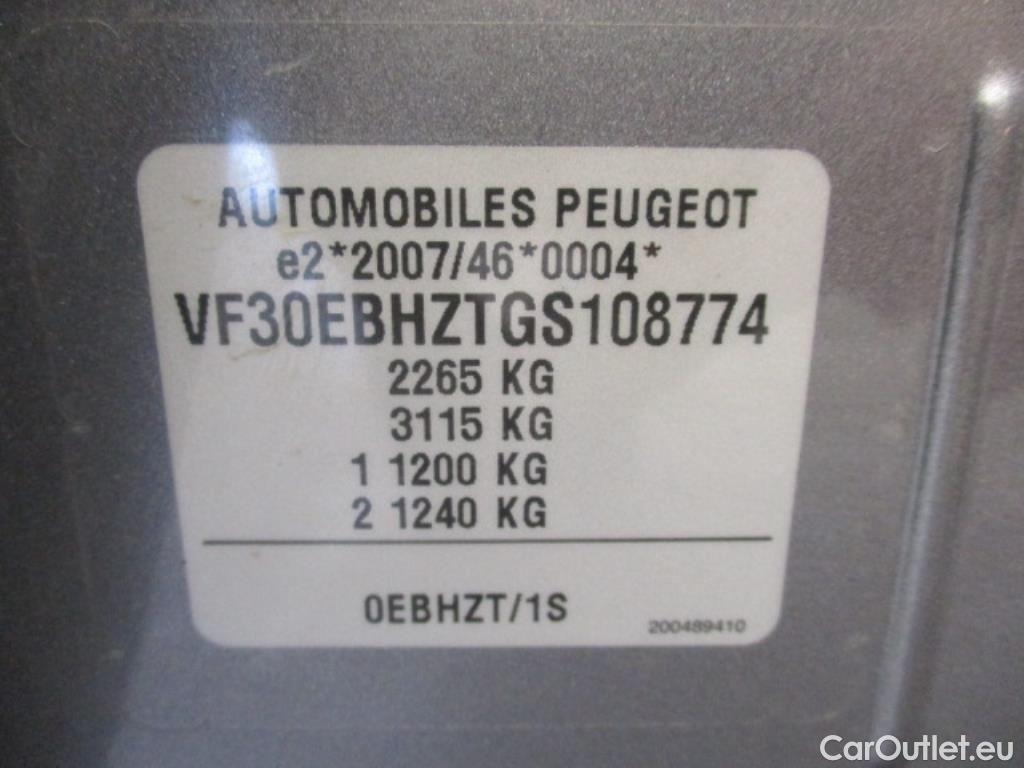 AUTOMOBILES PEUGEOT
e2*2007/46*0004*
VF30EBHZTGS108774
2265 KG
3115 KG
1 1200 KG
2 1240 KG
0EBHZT/1S
200489410
CarOutlet.eu